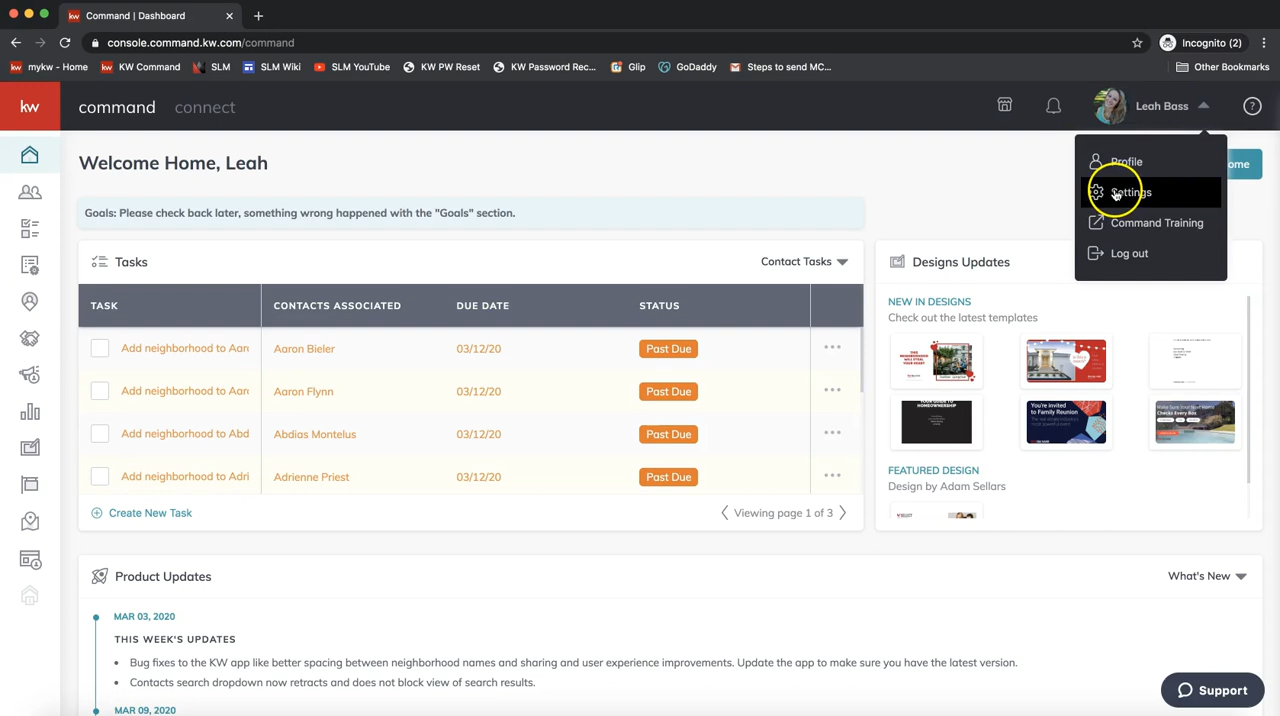 Command | Dashboard
console.command.kw.com/command
Incognito (2)
mykw - Home
KW Command
SLM
SLM Wiki
SLM YouTube
KW PW Reset
KW Password Rec...
Glip
GoDaddy
Steps to send MC...
Other Bookmarks
kw
command
connect
Leah Bass
Welcome Home, Leah
ome
Profile
Settings
Command Training
Log out
Goals: Please check back later, something wrong happened with the "Goals" section.
Tasks
Contact Tasks
TASK
CONTACTS ASSOCIATED
DUE DATE
STATUS
Add neighborhood to Aar
Aaron Bieler
03/12/20
Past Due
Add neighborhood to Aar
Aaron Flynn
03/12/20
Past Due
Add neighborhood to Abd
Abdias Montelus
03/12/20
Past Due
Add neighborhood to Adri
Adrienne Priest
03/12/20
Past Due
Create New Task
Viewing page 1 of 3
Designs Updates
NEW IN DESIGNS
Check out the latest templates
You're invited
to Family Reunion
FEATURED DESIGN
Design by Adam Sellars
Product Updates
What's New
MAR 03, 2020
THIS WEEK'S UPDATES
Bug fixes to the KW app like better spacing between neighborhood names and sharing and user experience improvements. Update the app to make sure you have the latest version.
Contacts search dropdown now retracts and does not block view of search results.
MAR 09, 2020
Support